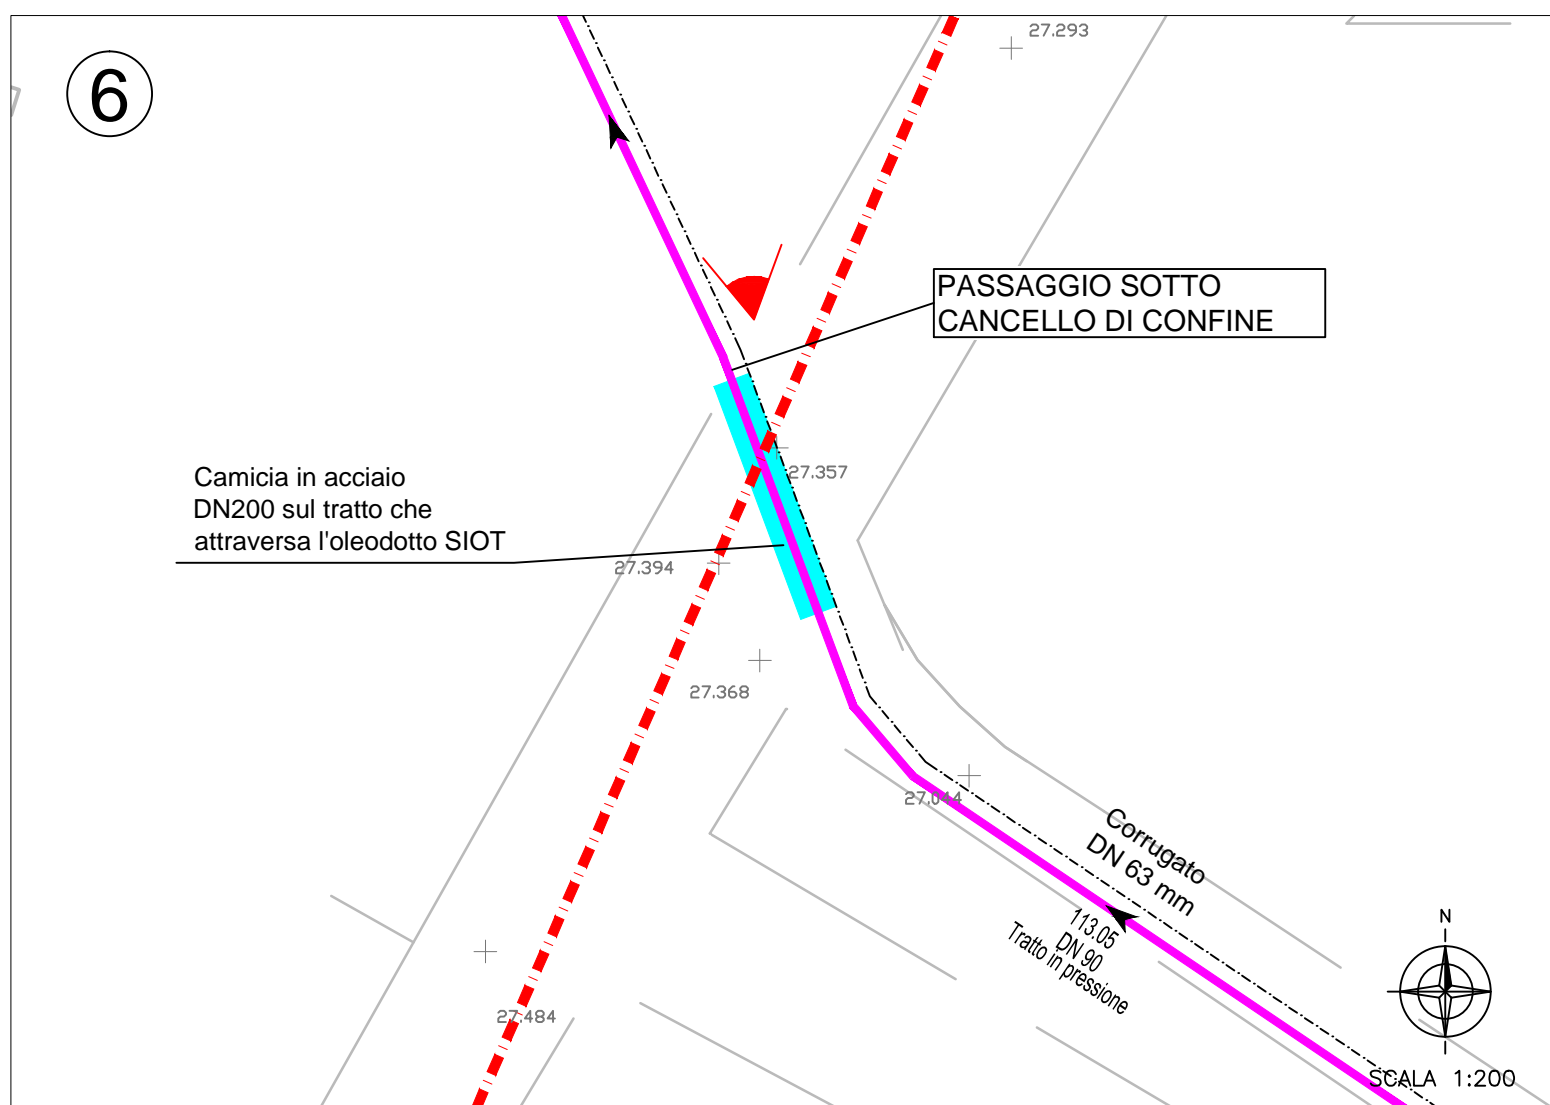 6
27.293
PASSAGGIO SOTTO
CANCELLO DI CONFINE
27.357
Camicia in acciaio
DN200 sul tratto che
attraversa l'oleodotto SIOT
27.394
27.368
27.044
Corrugato
DN 63 mm
113.05
DN 90
Tratto in pressione
27.484
N
SCALA 1:200